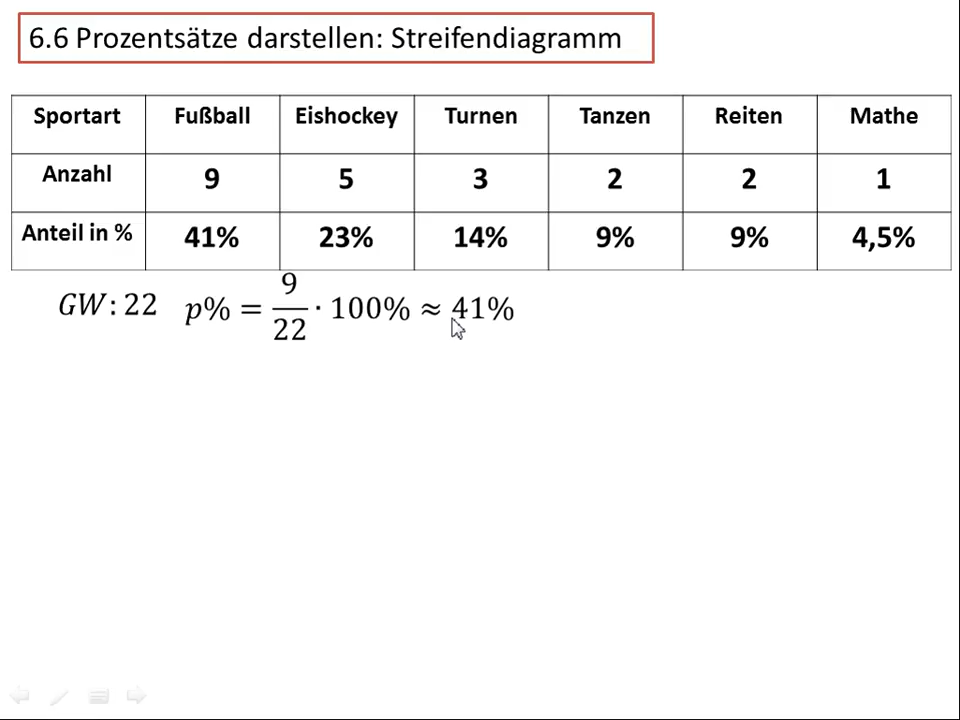 6.6 Prozentsätze darstellen: Streifendiagramm
Sportart Fußball Eishockey Turnen Tanzen Reiten Mathe
Anzahl 9 5 3 2 2 1
Anteil in % 41% 23% 14% 9% 9% 4,5%
GW: 22 p% = 9/22 · 100% ≈ 41%